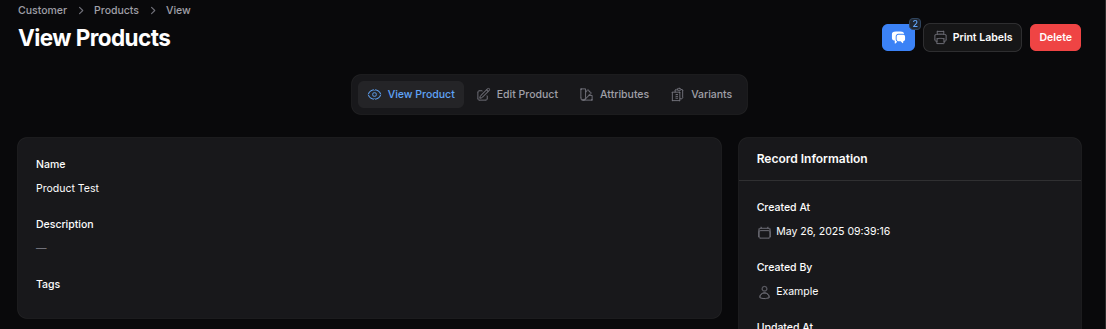 Customer > Products > View
View Products
2
Print Labels
Delete
View Product
Edit Product
Attributes
Variants
Name
Product Test
Description
—
Tags
Record Information
Created At
May 26, 2025 09:39:16
Created By
Example
Updated At